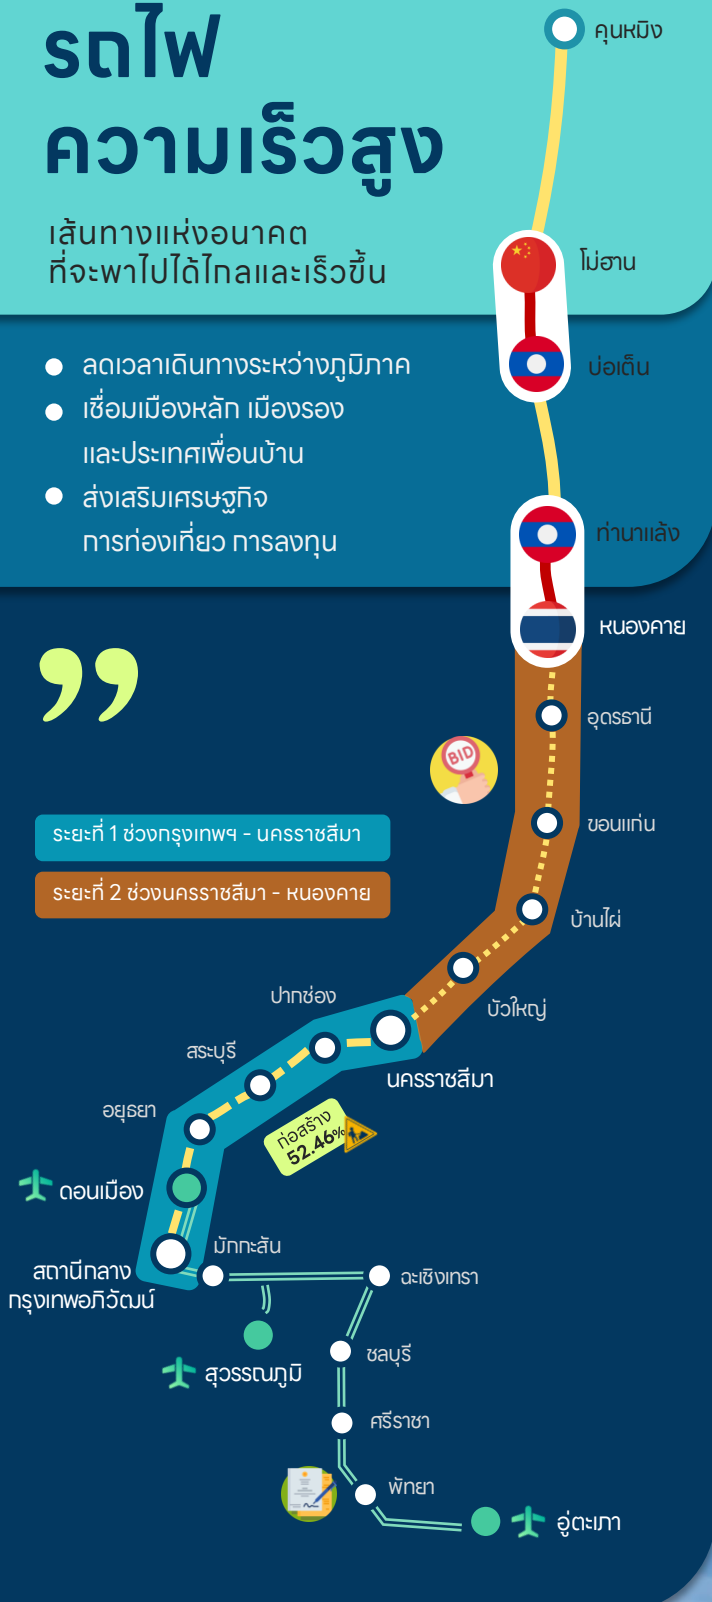 รถไฟ
ความเร็วสูง
เส้นทางแห่งอนาคต
ที่จะพาไปได้ไกลและเร็วขึ้น
คุนหมิง
โม่ฮาน
บ่อเต็น
ลดเวลาเดินทางระหว่างภูมิภาค
เชื่อมเมืองหลัก เมืองรอง
และประเทศเพื่อนบ้าน
ส่งเสริมเศรษฐกิจ
การท่องเที่ยว การลงทุน
ท่านาแล้ง
หนองคาย
อุดรธานี
BID
ขอนแก่น
ระยะที่ 1 ช่วงกรุงเทพฯ - นครราชสีมา
ระยะที่ 2 ช่วงนครราชสีมา - หนองคาย
บ้านไผ่
บัวใหญ่
ปากช่อง
นครราชสีมา
สระบุรี
อยุธยา
ก่อสร้าง
52.46%
ดอนเมือง
มักกะสัน
สถานีกลาง
กรุงเทพอภิวัฒน์
ฉะเชิงเทรา
สุวรรณภูมิ
ชลบุรี
ศรีราชา
พัทยา
อู่ตะเภา